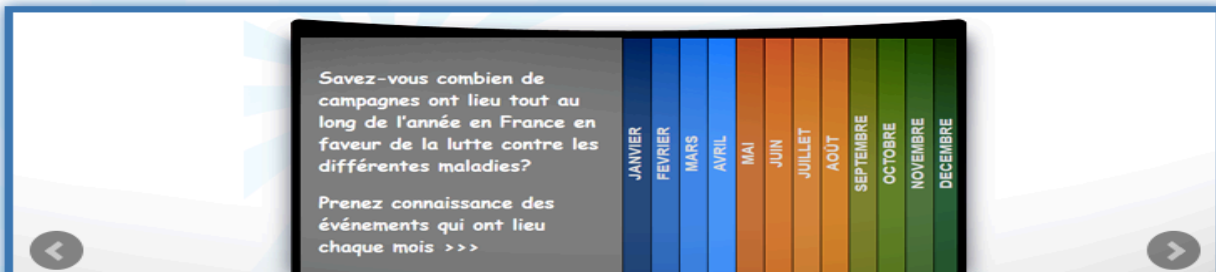 Savez-vous combien de
campagnes ont lieu tout au
long de l'année en France en
faveur de la lutte contre les
différentes maladies?
Prenez connaissance des
événements qui ont lieu
chaque mois >>>
JANVIER
FEVRIER
MARS
AVRIL
MAI
JUIN
JUILLET
AOÛT
SEPTEMBRE
OCTOBRE
NOVEMBRE
DECEMBRE